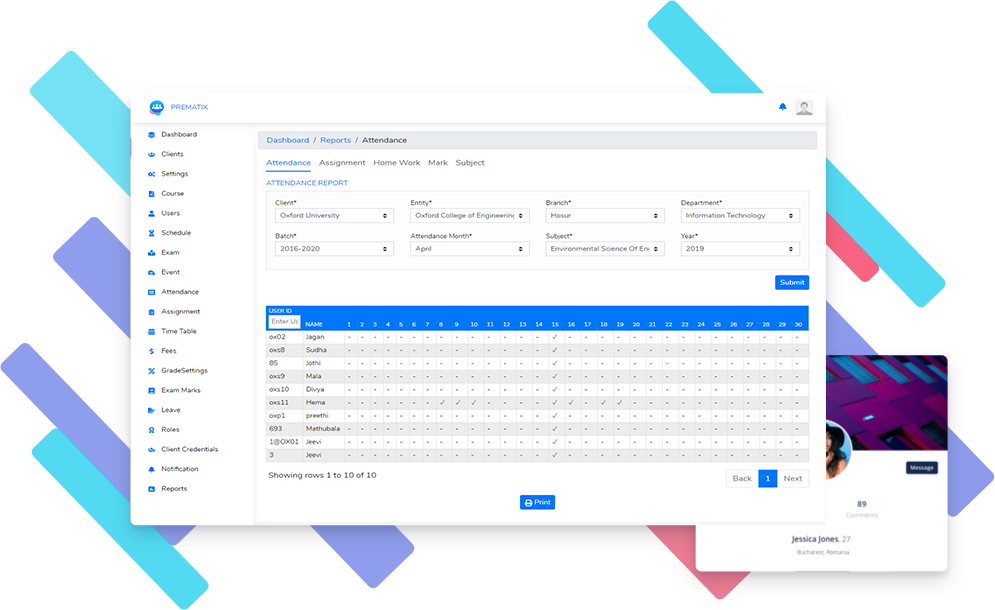 PREMATIX
Dashboard
Clients
Settings
Course
Users
Schedule
Exam
Event
Attendance
Assignment
Time Table
Fees
GradeSettings
Exam Marks
Leave
Roles
Client Credentials
Notification
Reports
Dashboard / Reports / Attendance
Attendance Assignment Home Work Mark Subject
ATTENDANCE REPORT
Client* Entity* Branch* Department*
Oxford University Oxford College of Engineering Hosur Information Technology
Batch* Attendance Month* Subject* Year*
2016-2020 April Environmental Science Of En 2019
Submit
USER ID
Enter Us NAME 1 2 3 4 5 6 7 8 9 10 11 12 13 14 15 16 17 18 19 20 21 22 23 24 25 26 27 28 29 30
ox02 Jagan - - - - - - - - - - - - - - ✓ - - - - - - - - - - - - - - -
oxs8 Sudha - - - - - - - - - - - - - - ✓ - - - - - - - - - - - - - - -
85 Jothi - - - - - - - - - - - - - - ✓ - - - - - - - - - - - - - - -
oxs9 Mala - - - - - - - - - - - - - - ✓ - - - - - - - - - - - - - - -
oxs10 Divya - - - - - - - - - - - - - - ✓ - - - - - - - - - - - - - - -
oxs11 Hema - - - - - - - ✓ ✓ ✓ - - - - ✓ ✓ - ✓ ✓ - - - - - - - - - - -
oxp1 preethi - - - - - - - - - - - - - - ✓ - - - - - - - - - - - - - - -
693 Mathubala - - - - - - - - - - - - - - ✓ - - - - - - - - - - - - - - -
1@OX01 Jeevi - - - - - - - - - - - - - - ✓ - - - - - - - - - - - - - - -
3 Jeevi - - - - - - - - - - - - - - ✓ - - - - - - - - - - - - - - -
Showing rows 1 to 10 of 10
Back 1 Next
Print
Message
89
Comments
Jessica Jones, 27
Bucharest, Romania